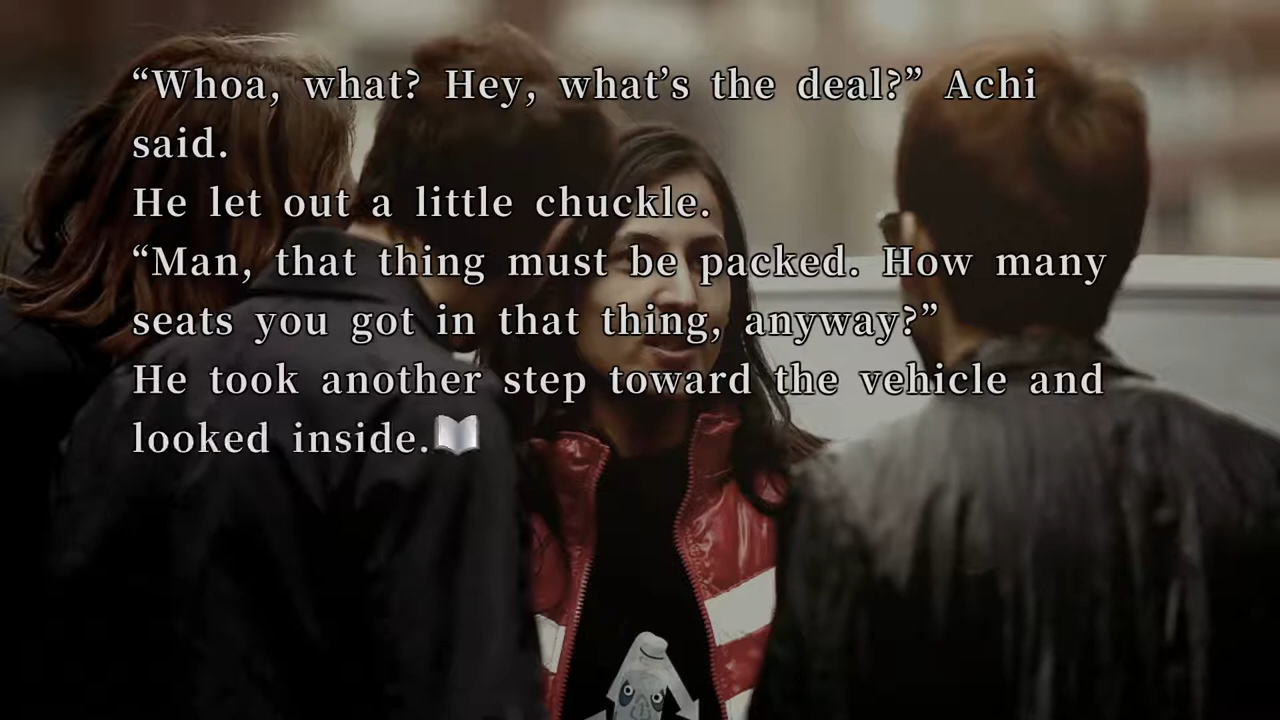 “Whoa, what? Hey, what’s the deal?” Achi
said.
He let out a little chuckle.
“Man, that thing must be packed. How many
seats you got in that thing, anyway?”
He took another step toward the vehicle and
looked inside.